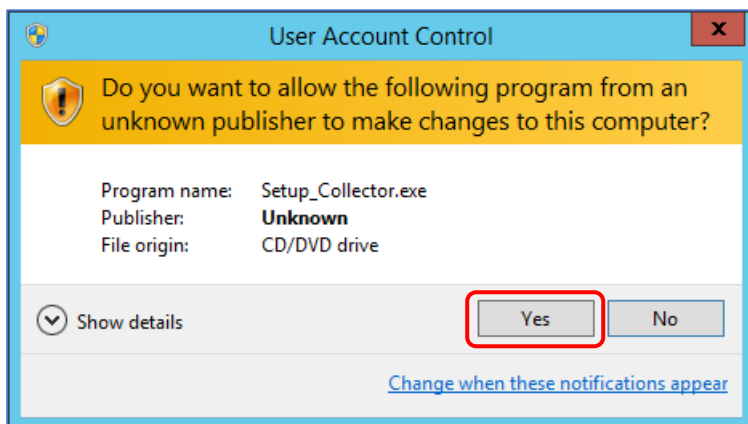 User Account Control
x
Do you want to allow the following program from an
unknown publisher to make changes to this computer?
Program name: Setup_Collector.exe
Publisher: Unknown
File origin: CD/DVD drive
Show details
Yes No
Change when these notifications appear